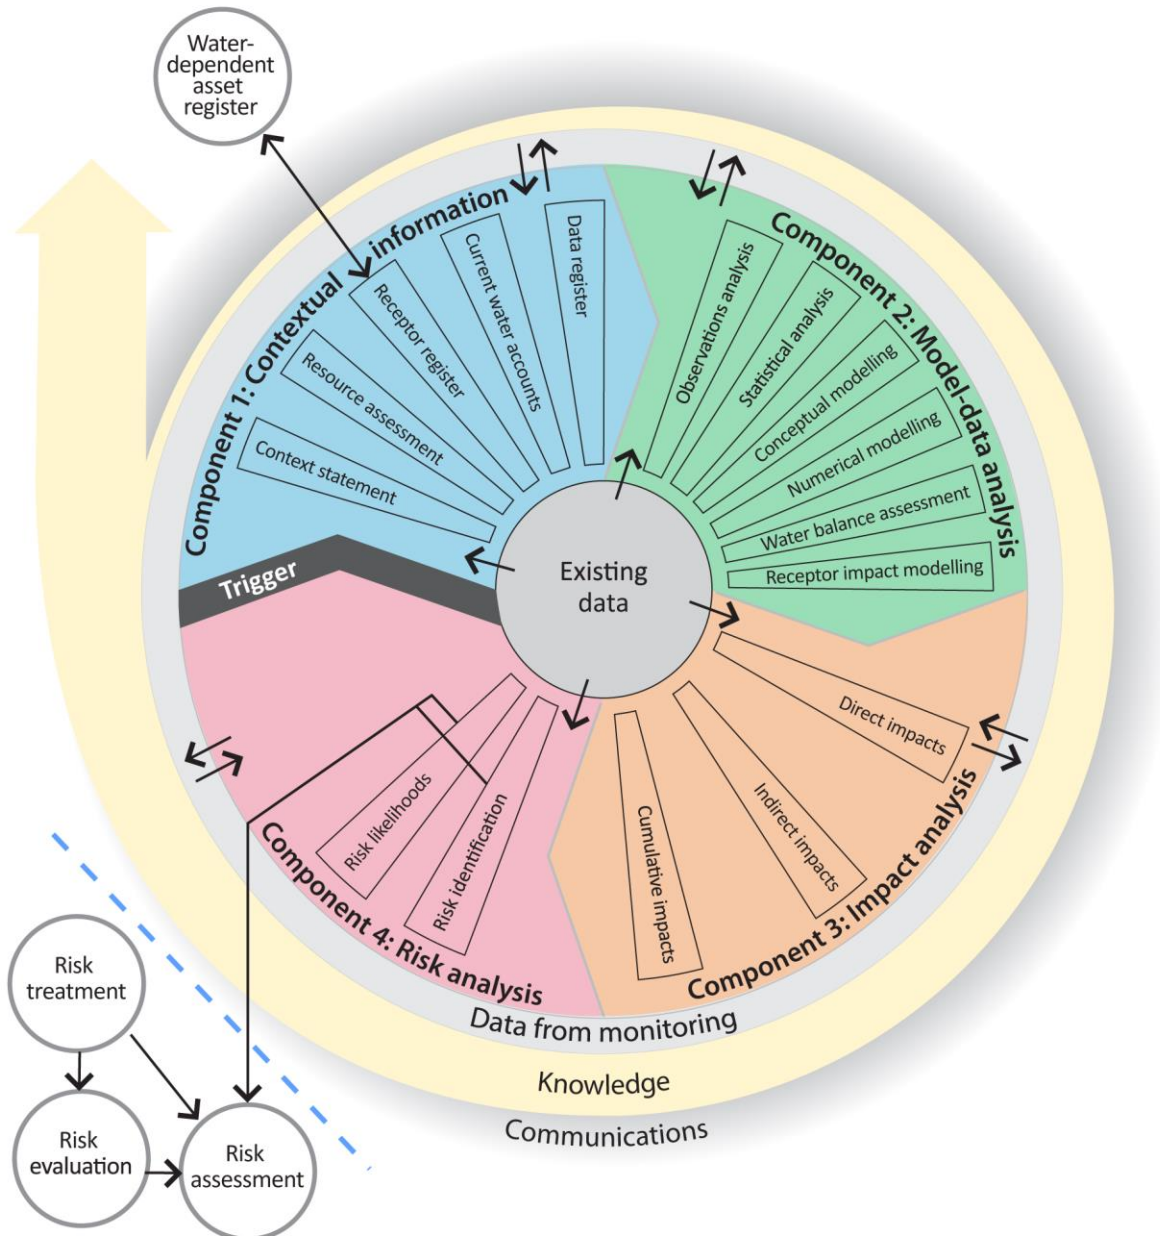 Water-
dependent
asset
register
Component 1: Contextual information
Context statement
Resource assessment
Receptor register
Current water accounts
Data register
Component 2: Model-data analysis
Observations analysis
Statistical analysis
Conceptual modelling
Numerical modelling
Water balance assessment
Receptor impact modelling
Existing
data
Trigger
Component 3: Impact analysis
Direct impacts
Indirect impacts
Cumulative impacts
Component 4: Risk analysis
Risk identification
Risk likelihoods
Data from monitoring
Knowledge
Communications
Risk
treatment
Risk
evaluation
Risk
assessment